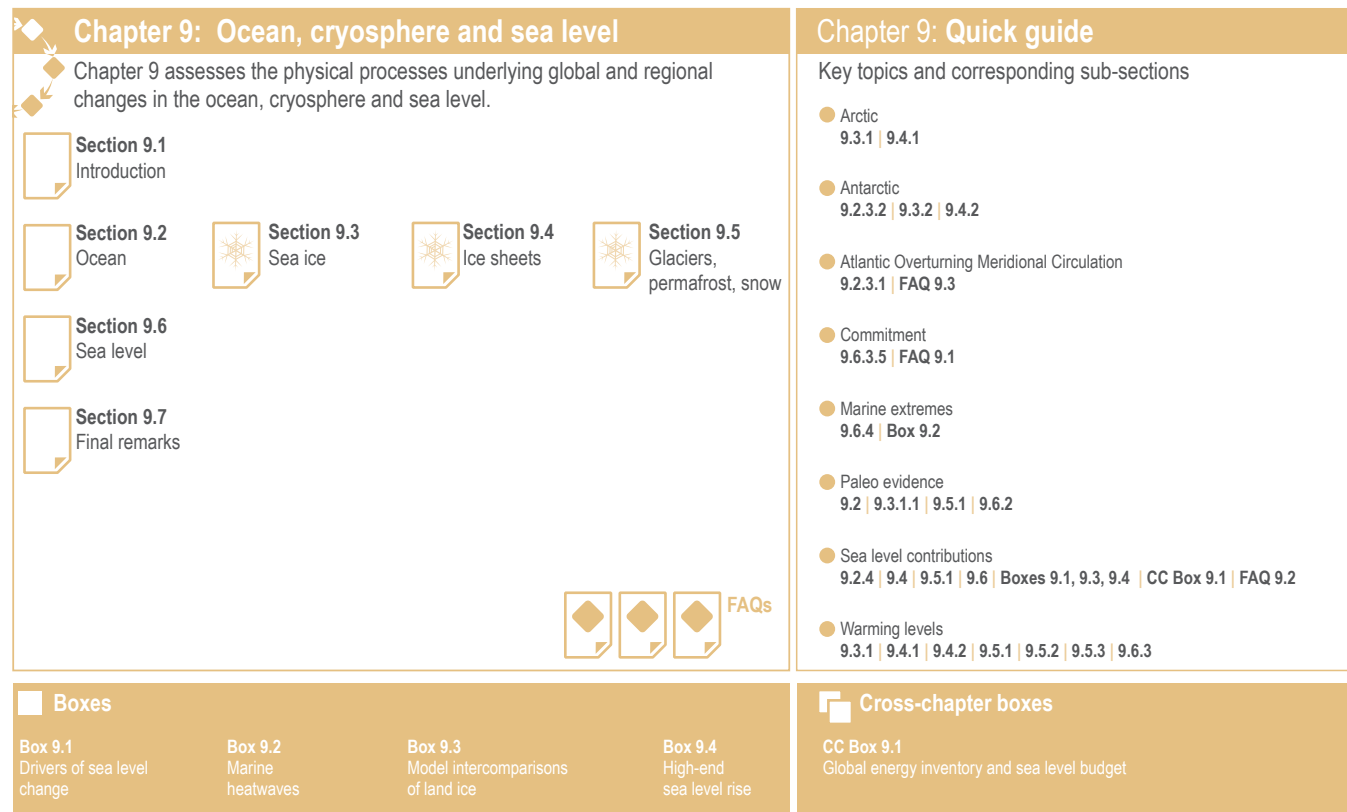 Chapter 9: Ocean, cryosphere and sea level
Chapter 9 assesses the physical processes underlying global and regional
changes in the ocean, cryosphere and sea level.
Section 9.1
Introduction
Section 9.2
Ocean
Section 9.3
Sea ice
Section 9.4
Ice sheets
Section 9.5
Glaciers,
permafrost, snow
Section 9.6
Sea level
Section 9.7
Final remarks
FAQs
Chapter 9: Quick guide
Key topics and corresponding sub-sections
Arctic
9.3.1 | 9.4.1
Antarctic
9.2.3.2 | 9.3.2 | 9.4.2
Atlantic Overturning Meridional Circulation
9.2.3.1 | FAQ 9.3
Commitment
9.6.3.5 | FAQ 9.1
Marine extremes
9.6.4 | Box 9.2
Paleo evidence
9.2 | 9.3.1.1 | 9.5.1 | 9.6.2
Sea level contributions
9.2.4 | 9.4 | 9.5.1 | 9.6 | Boxes 9.1, 9.3, 9.4 | CC Box 9.1 | FAQ 9.2
Warming levels
9.3.1 | 9.4.1 | 9.4.2 | 9.5.1 | 9.5.2 | 9.5.3 | 9.6.3
Boxes
Box 9.1
Drivers of sea level
change
Box 9.2
Marine
heatwaves
Box 9.3
Model intercomparisons
of land ice
Box 9.4
High-end
sea level rise
Cross-chapter boxes
CC Box 9.1
Global energy inventory and sea level budget